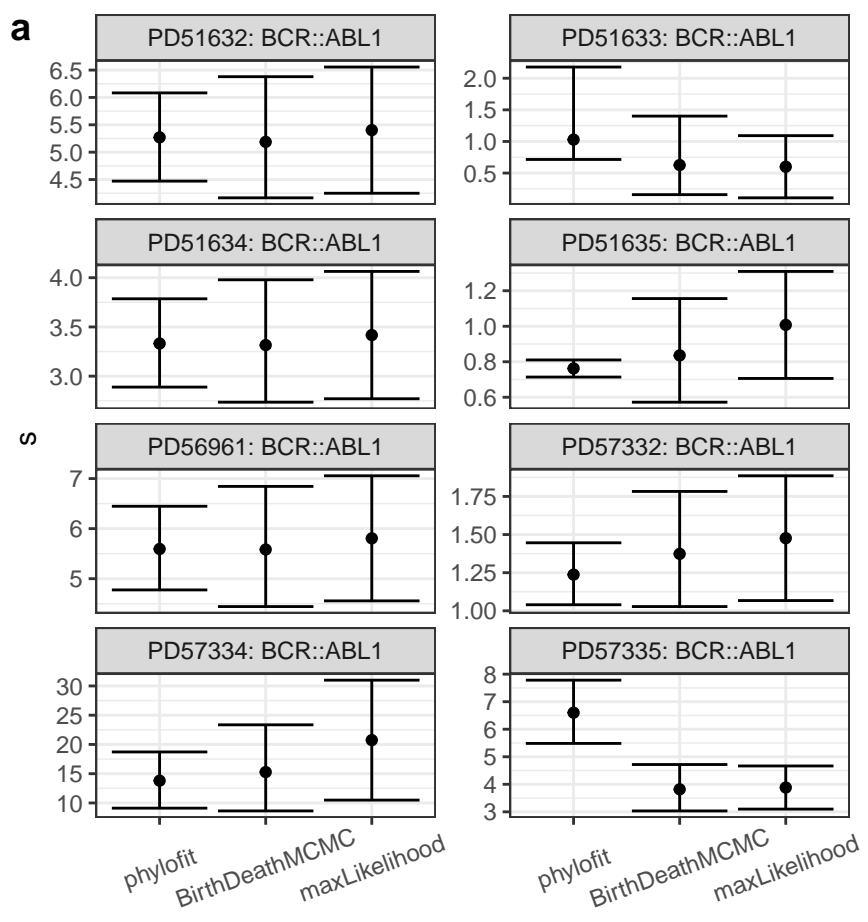 a
PD51632: BCR::ABL1
6.5
6.0
5.5
5.0
4.5
PD51633: BCR::ABL1
2.0
1.5
1.0
0.5
PD51634: BCR::ABL1
4.0
3.5
3.0
PD51635: BCR::ABL1
1.2
1.0
0.8
0.6
s
PD56961: BCR::ABL1
7
6
5
PD57332: BCR::ABL1
1.75
1.50
1.25
1.00
PD57334: BCR::ABL1
30
25
20
15
10
PD57335: BCR::ABL1
8
7
6
5
4
3
phylofit
BirthDeathMCMC
maxLikelihood
phylofit
BirthDeathMCMC
maxLikelihood